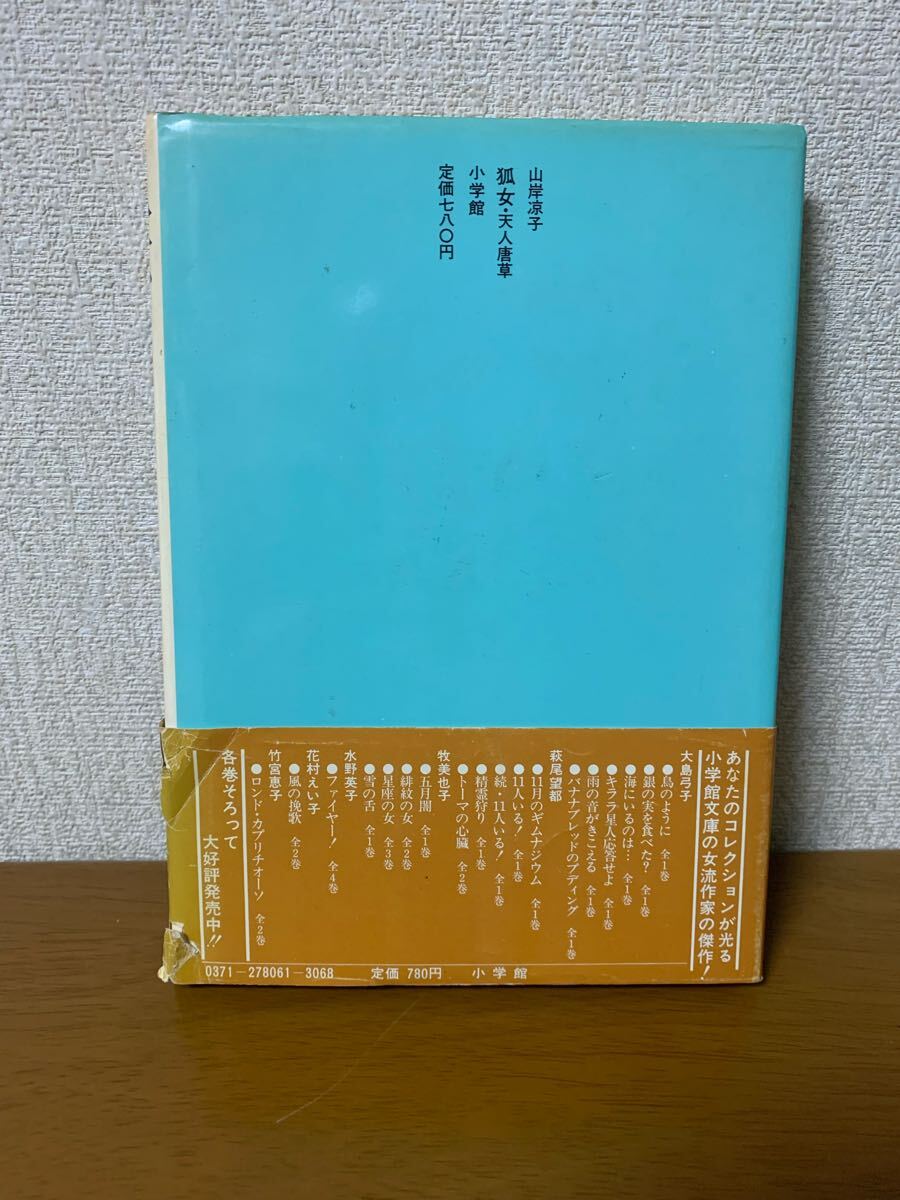 山岸凉子
狐女・天人唐草
小学館
定価七八〇円
あなたのコレクションが光る
小学館文庫の女流作家の傑作!
大島弓子
●鳥のように 全1巻
●銀の実を食べた? 全1巻
●海にいるのは… 全1巻
●キララ星人応答せよ 全1巻
●雨の音がきこえる 全1巻
●バナナブレッドのプディング 全1巻
萩尾望都
●11月のギムナジウム 全1巻
●11人いる! 全1巻
●続・11人いる! 全1巻
●精霊狩り 全1巻
●トーマの心臓 全2巻
牧美也子
●五月闇 全1巻
●緋紋の女 全2巻
●星座の女 全3巻
●雪の舌 全1巻
水野英子
●ファイヤー! 全4巻
花村えい子
●風の挽歌 全2巻
竹宮恵子
●ロンド・カプリチオーソ 全2巻
各巻そろって
大好評発売中!!
0371-278061-3068 定価 780円 小学館